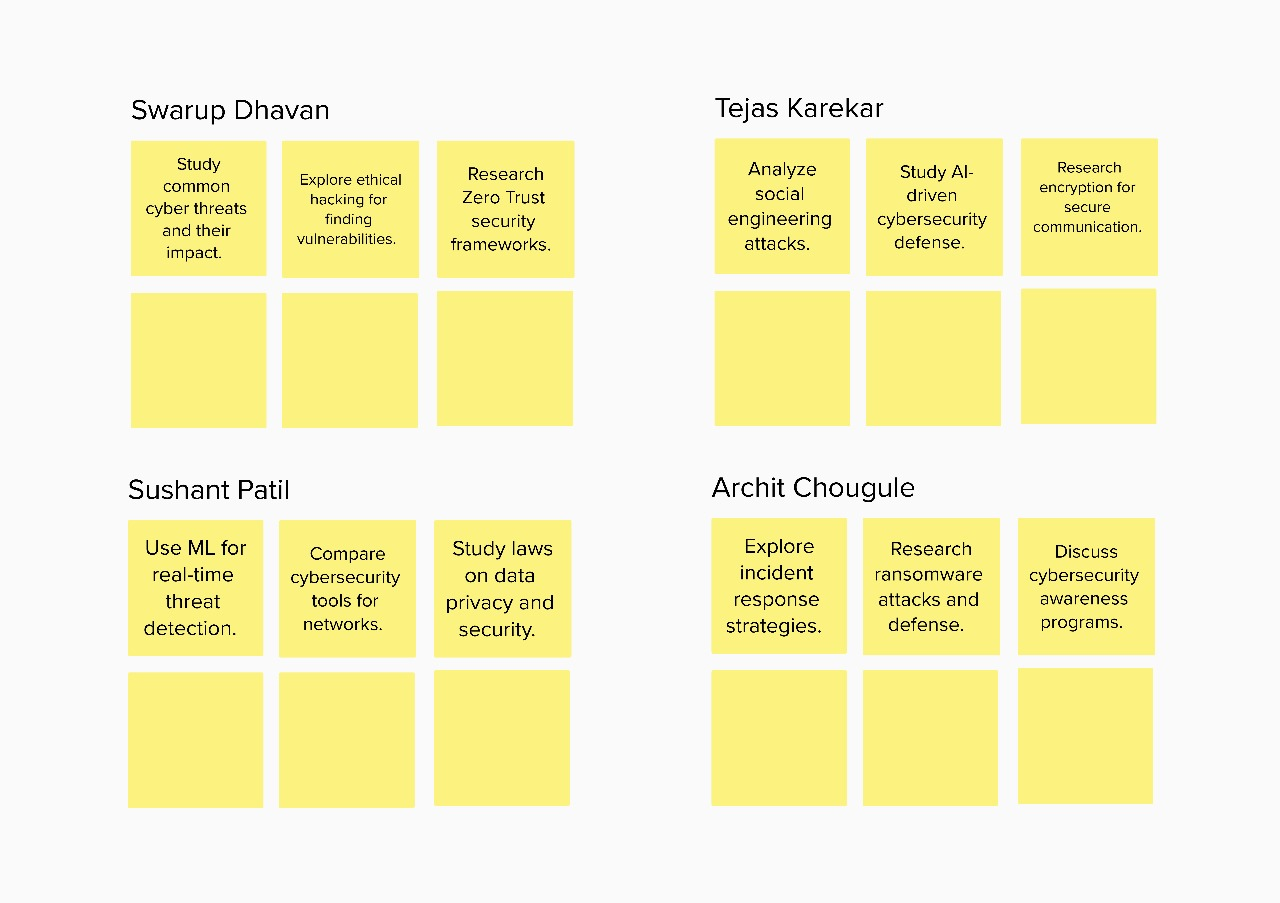 Swarup Dhavan
Study
common
cyber threats
and their
impact.
Explore ethical
hacking for
finding
vulnerabilities.
Research
Zero Trust
security
frameworks.
Tejas Karekar
Analyze
social
engineering
attacks.
Study AI-
driven
cybersecurity
defense.
Research
encryption for
secure
communication.
Sushant Patil
Use ML for
real-time
threat
detection.
Compare
cybersecurity
tools for
networks.
Study laws
on data
privacy and
security.
Archit Chougule
Explore
incident
response
strategies.
Research
ransomware
attacks and
defense.
Discuss
cybersecurity
awareness
programs.